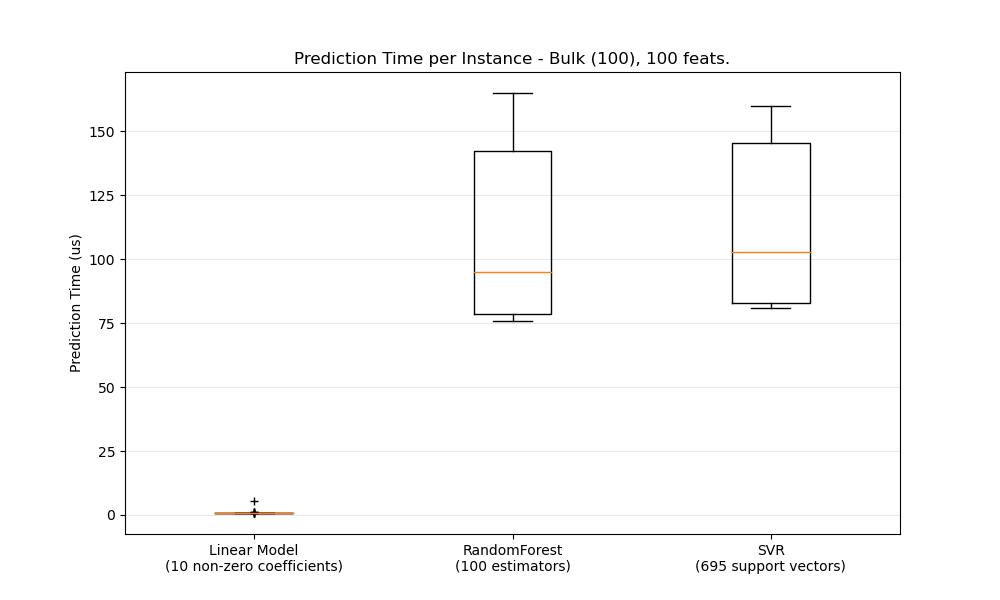 Prediction Time per Instance - Bulk (100), 100 feats.
Prediction Time (us)
150
125
100
75
50
25
0
Linear Model
(10 non-zero coefficients)
RandomForest
(100 estimators)
SVR
(695 support vectors)